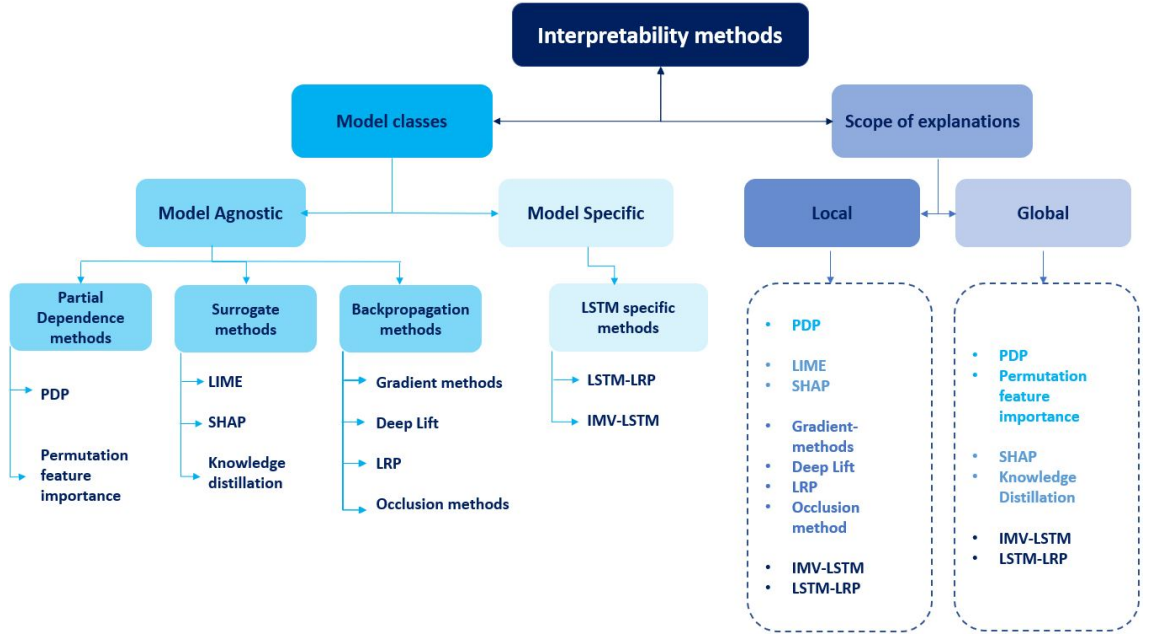 Interpretability methods
Model classes
Scope of explanations
Model Agnostic
Model Specific
Local
Global
Partial
Dependence
methods
Surrogate
methods
Backpropagation
methods
LSTM specific
methods
PDP
Permutation
feature
importance
LIME
SHAP
Knowledge
distillation
Gradient methods
Deep Lift
LRP
Occlusion methods
LSTM-LRP
IMV-LSTM
• PDP
• LIME
• SHAP
• Gradient-
methods
• Deep Lift
• LRP
• Occlusion
method
• IMV-LSTM
• LSTM-LRP
• PDP
• Permutation
feature
importance
• SHAP
• Knowledge
Distillation
• IMV-LSTM
• LSTM-LRP